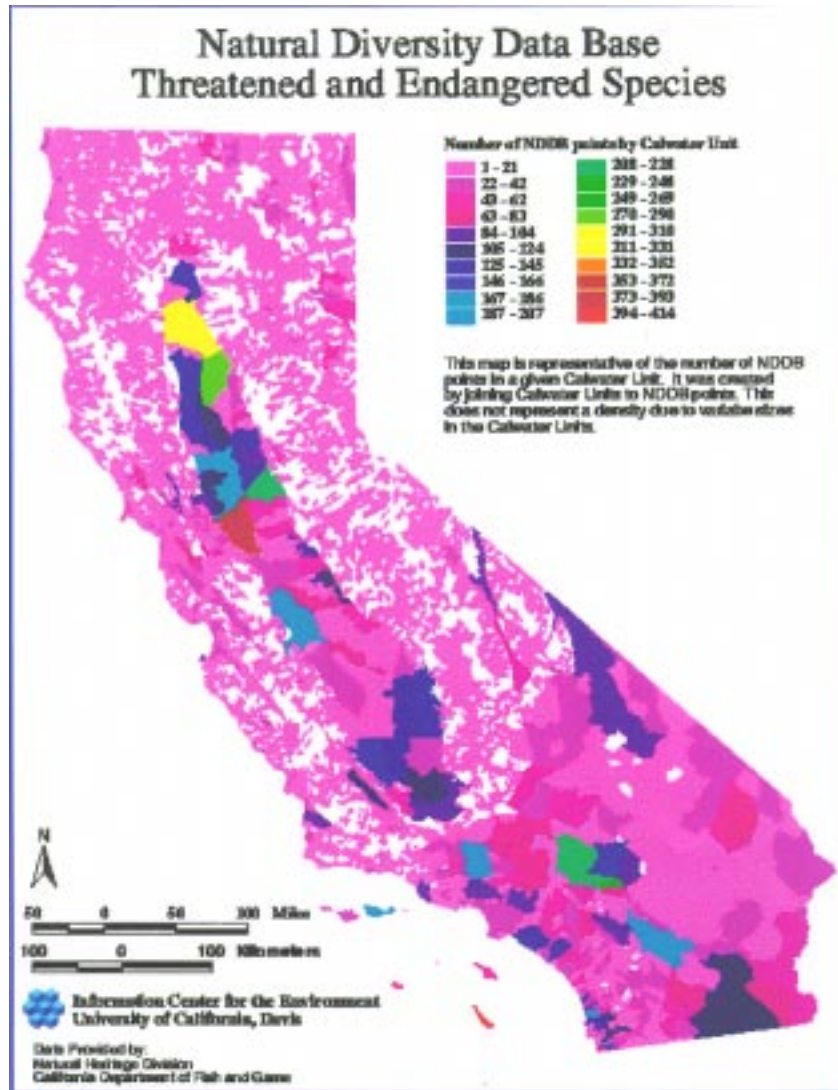 Natural Diversity Data Base
Threatened and Endangered Species
Number of NDDB points by Calwater Unit
1 - 21
22 - 42
43 - 62
63 - 83
84 - 104
105 - 124
125 - 145
146 - 166
167 - 186
187 - 207
208 - 228
229 - 248
249 - 269
270 - 290
291 - 310
311 - 331
332 - 352
353 - 372
373 - 393
394 - 414
This map is representative of the number of NDDB
points in a given Calwater Unit. It was created
by joining Calwater Units to NDDB points. This
does not represent a density due to variable sizes
in the Calwater Units.
N
50 0 50 100 Miles
100 0 100 Kilometers
Information Center for the Environment
University of California, Davis
Data Provided by:
Natural Heritage Division
California Department of Fish and Game